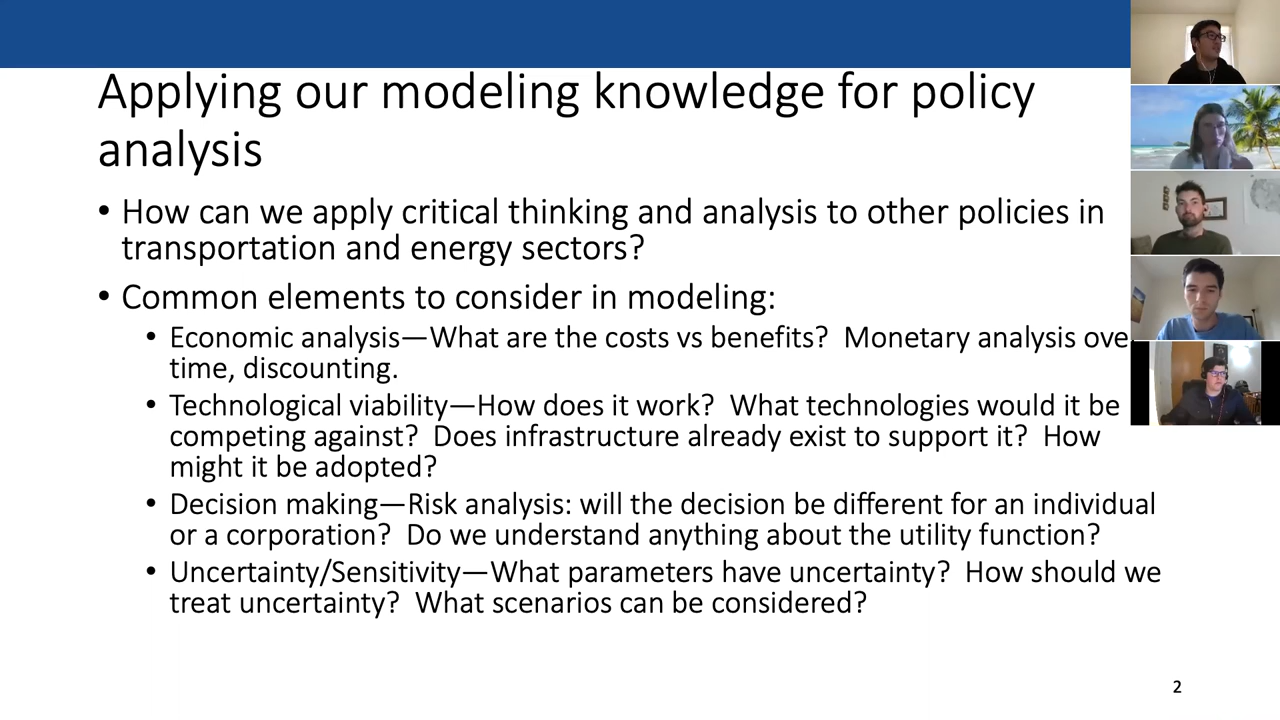 Applying our modeling knowledge for policy
analysis
• How can we apply critical thinking and analysis to other policies in
transportation and energy sectors?
• Common elements to consider in modeling:
• Economic analysis—What are the costs vs benefits?  Monetary analysis ove
time, discounting.
• Technological viability—How does it work?  What technologies would it be
competing against?  Does infrastructure already exist to support it?  How
might it be adopted?
• Decision making—Risk analysis: will the decision be different for an individual
or a corporation?  Do we understand anything about the utility function?
• Uncertainty/Sensitivity—What parameters have uncertainty?  How should we
treat uncertainty?  What scenarios can be considered?
2